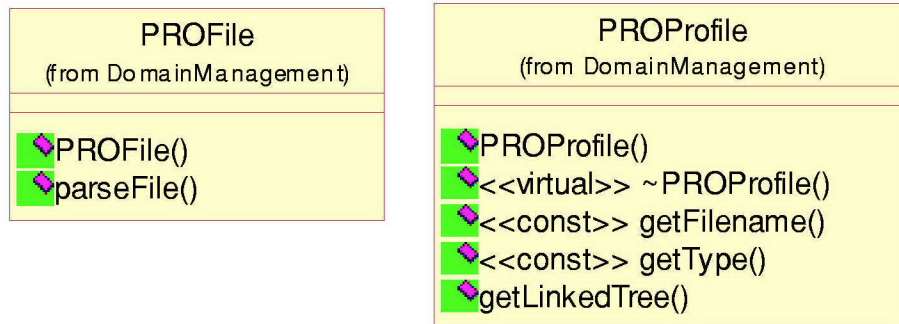 PROFile
(from DomainManagement)
PROFile()
parseFile()
PROProfile
(from DomainManagement)
PROProfile()
<<virtual>> ~PROProfile()
<<const>> getFilename()
<<const>> getType()
getLinkedTree()